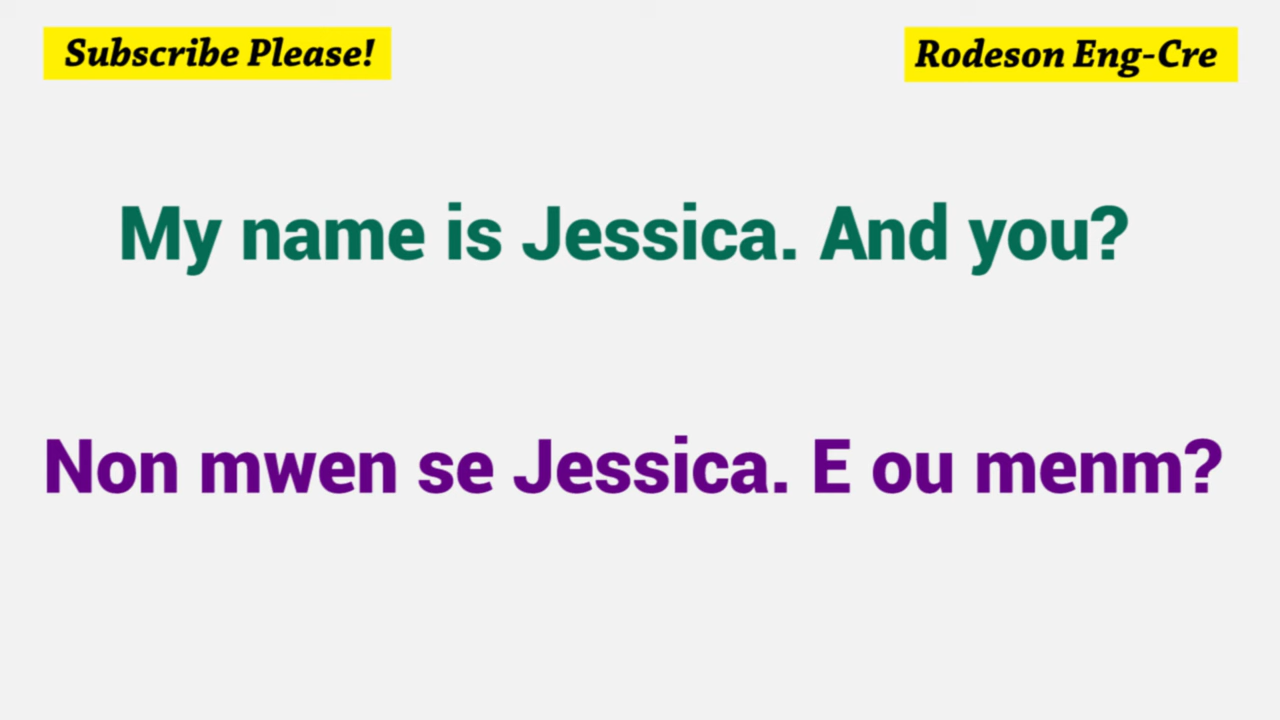 Subscribe Please!
Rodeson Eng-Cre
My name is Jessica. And you?
Non mwen se Jessica. E ou menm?